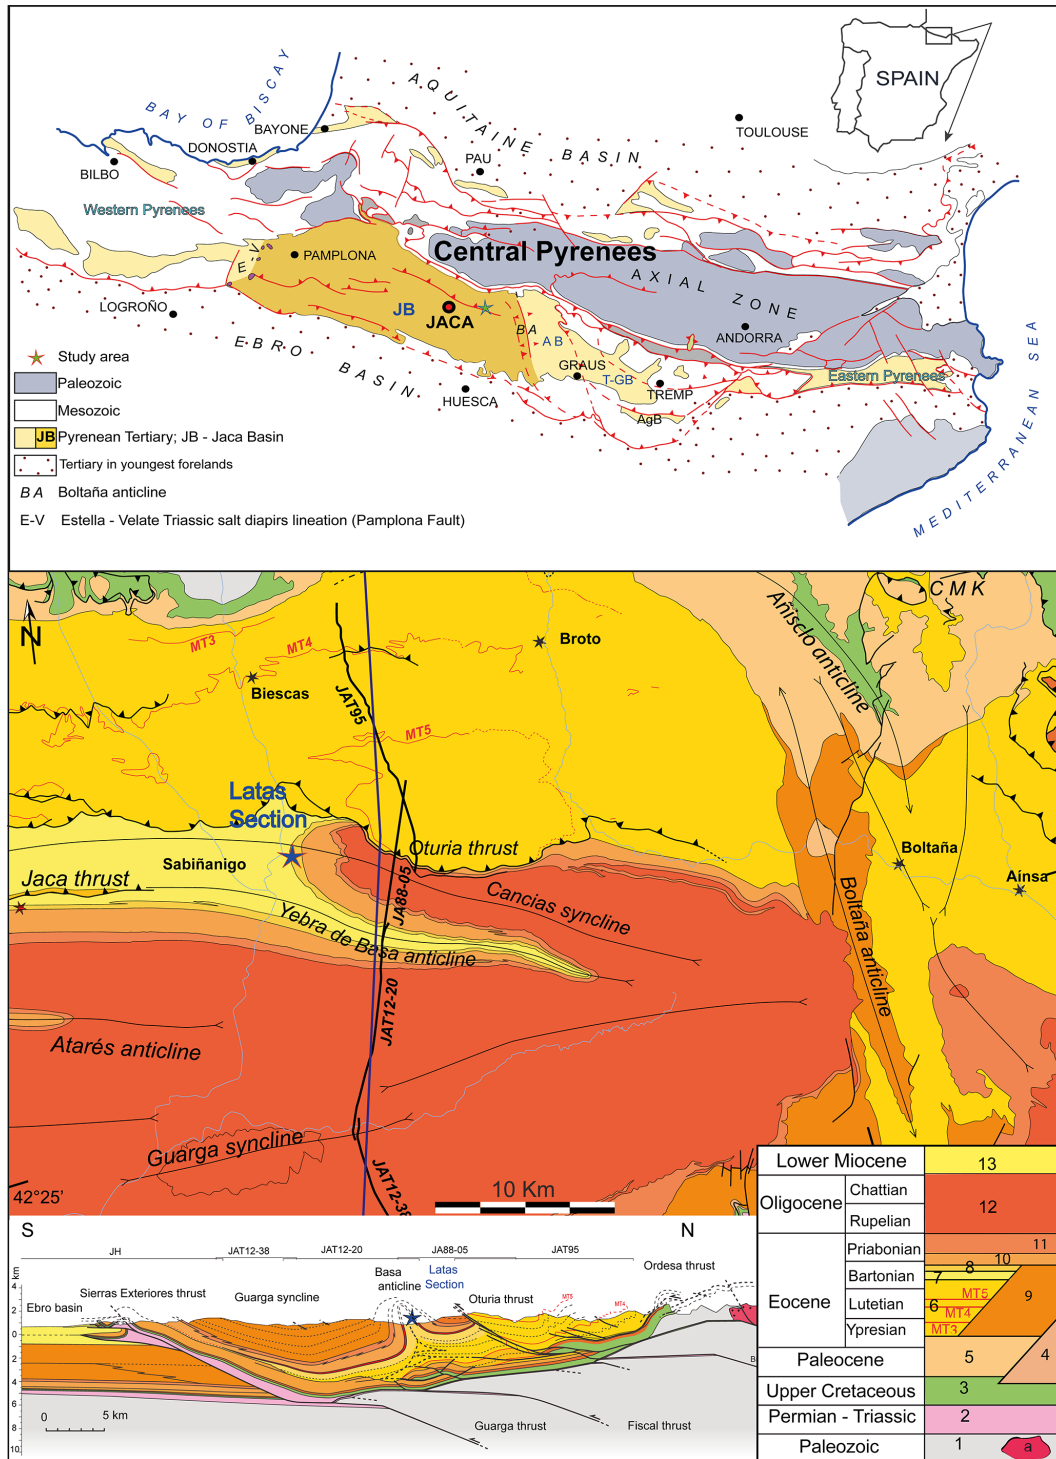 SPAIN
BAY OF BISCAY
AQUITAINE BASIN
BAYONE
DONOSTIA
BILBO
PAU
TOULOUSE
Western Pyrenees
Central Pyrenees
PAMPLONA
E-V
AXIAL ZONE
LOGROÑO
JB
JACA
BA
AB
ANDORRA
GRAUS
T-GB
TREMP
Eastern Pyrenees
EBRO BASIN
HUESCA
AgB
MEDITERRANEAN SEA
Study area
Paleozoic
Mesozoic
JB Pyrenean Tertiary; JB - Jaca Basin
Tertiary in youngest forelands
BA Boltaña anticline
E-V Estella - Velate Triassic salt diapirs lineation (Pamplona Fault)
N
MT3
MT4
Broto
Biescas
JAT95
MT5
Añisclo anticline
CMK
Latas
Section
Sabiñanigo
Oturia thrust
Boltaña
Aínsa
Jaca thrust
JA88-05
Cancias syncline
Yebra de Basa anticline
Boltaña anticline
JAT12-20
Atarés anticline
Guarga syncline
JAT12-38
42°25'
10 Km
S
N
JH
JAT12-38
JAT12-20
JA88-05
JAT95
km
4
2
0
2
4
6
8
10
Ebro basin
Sierras Exteriores thrust
Guarga syncline
Basa
anticline
Latas
Section
Oturia thrust
MT5
MT4
Ordesa thrust
0 5 km
Guarga thrust
Fiscal thrust
Lower Miocene 13
Oligocene
Chattian
Rupelian
12
Eocene
Priabonian
Bartonian
Lutetian
Ypresian
11
10
8
7
MT5
6
MT4
MT3
9
Paleocene 5 4
Upper Cretaceous 3
Permian - Triassic 2
Paleozoic 1 a